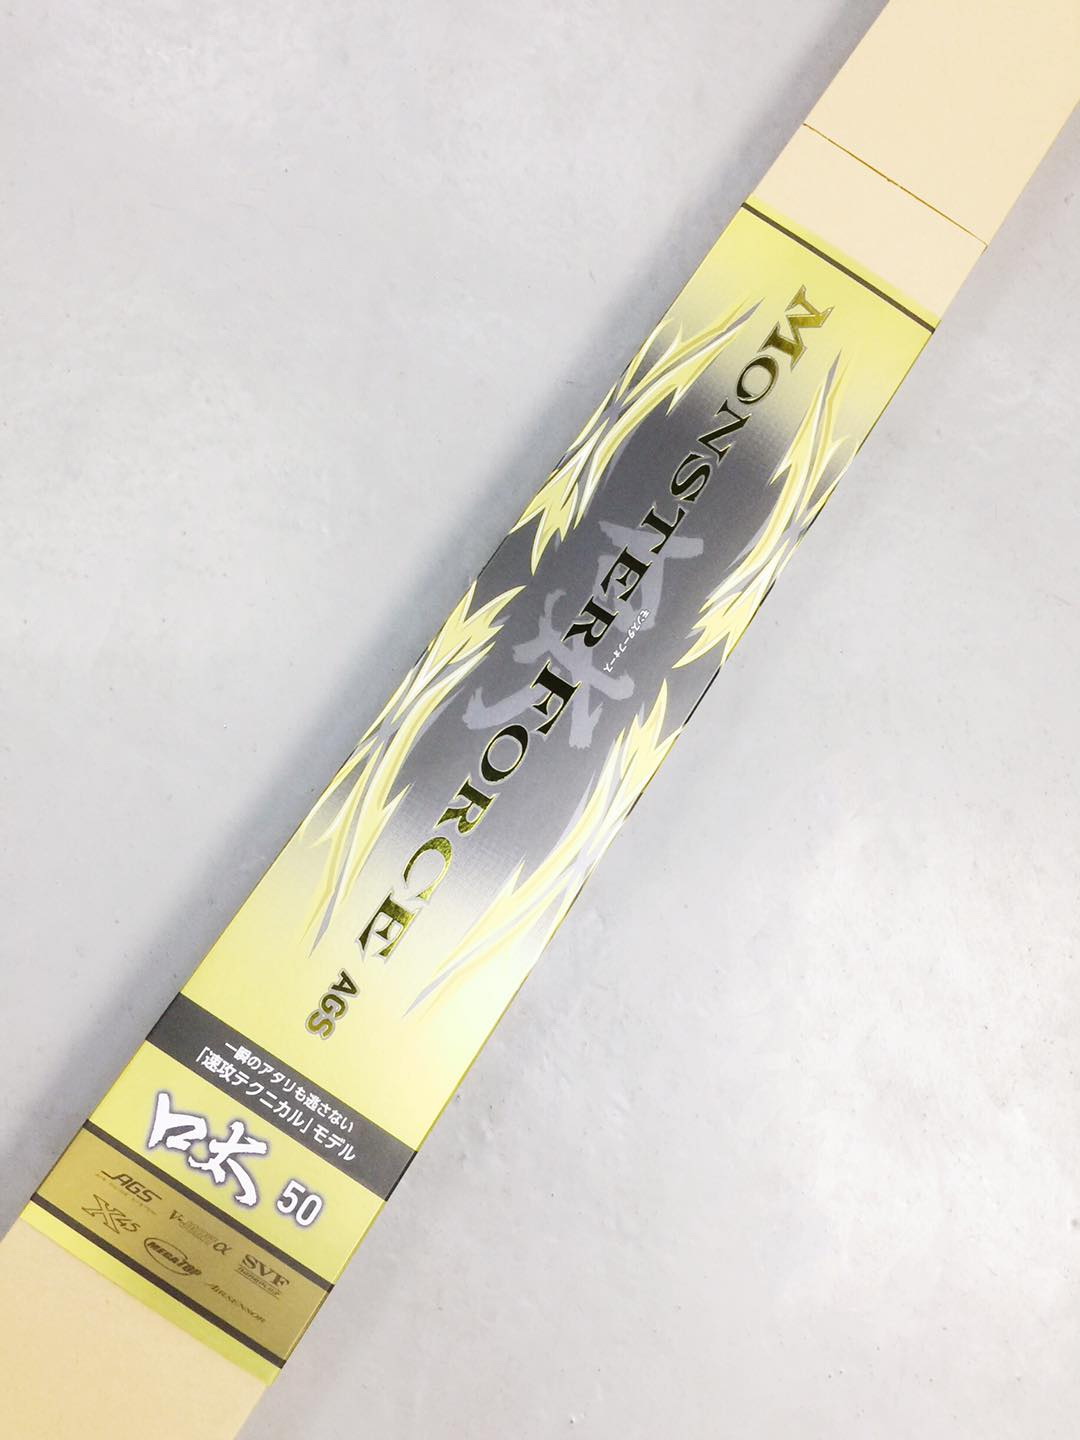 MONSTER FORCE AGS
モンスターフォース
一瞬のアタリも逃さない
「速攻テクニカル」モデル
口太 50
AGS
X45
MEGATOP
α
SVF
AIRSENSOR